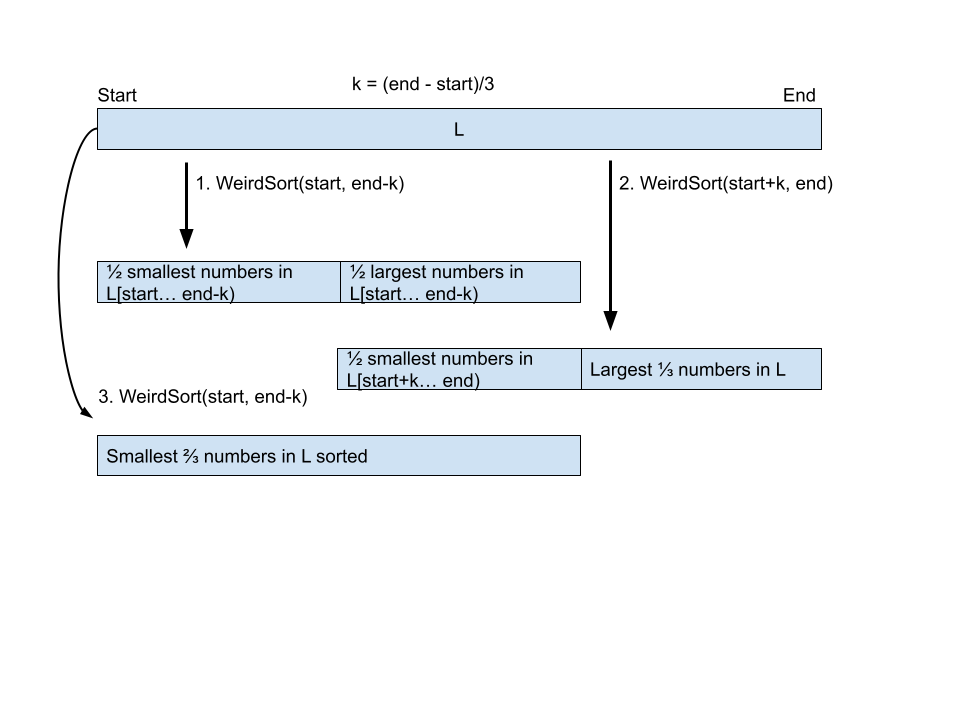 k = (end - start)/3
Start
End
L
1. WeirdSort(start, end-k)
2. WeirdSort(start+k, end)
½ smallest numbers in
L[start… end-k)
½ largest numbers in
L[start… end-k)
½ smallest numbers in
L[start+k… end)
Largest ⅓ numbers in L
3. WeirdSort(start, end-k)
Smallest ⅔ numbers in L sorted